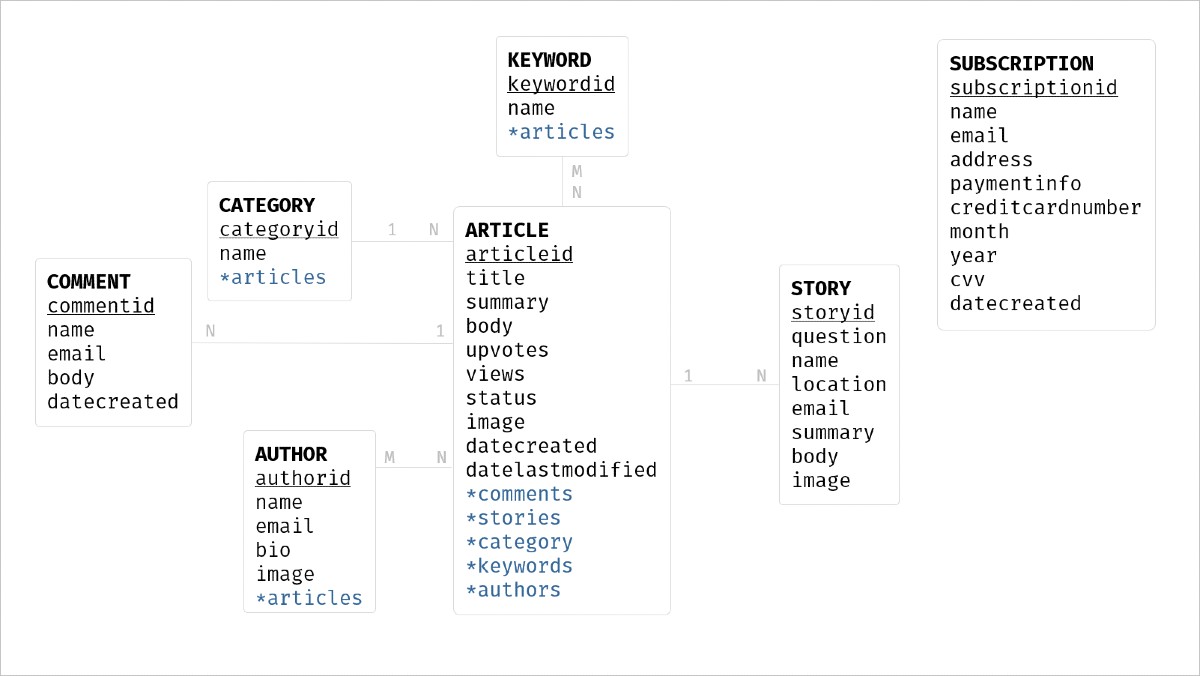 KEYWORD
keywordid
name
*articles
SUBSCRIPTION
subscriptionid
name
email
address
paymentinfo
creditcardnumber
month
year
cvv
datecreated
M
N
CATEGORY
categoryid
name
*articles
1 N
COMMENT
commentid
name
email
body
datecreated
N 1
AUTHOR
authorid
name
email
bio
image
*articles
M N
ARTICLE
articleid
title
summary
body
upvotes
views
status
image
datecreated
datelastmodified
*comments
*stories
*category
*keywords
*authors
1 N
STORY
storyid
question
name
location
email
summary
body
image